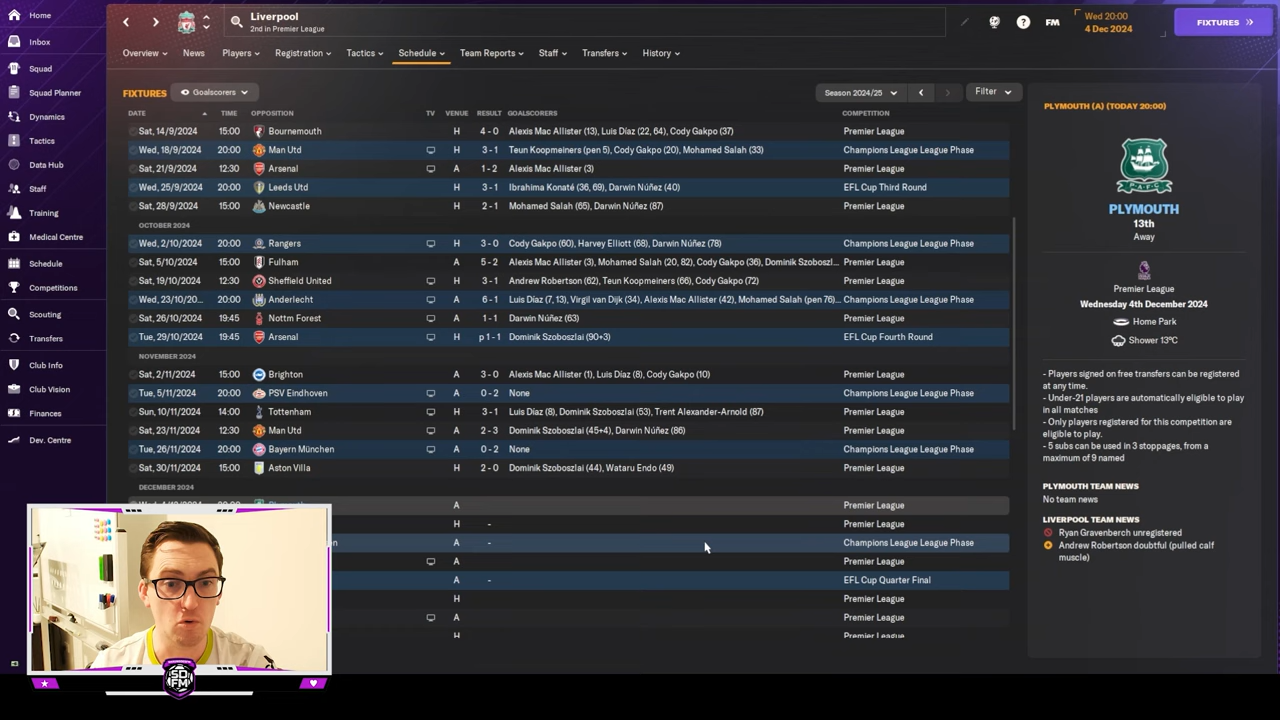 Home
Inbox
Squad
Squad Planner
Dynamics
Tactics
Data Hub
Staff
Training
Medical Centre
Schedule
Competitions
Scouting
Transfers
Club Info
Club Vision
Finances
Dev. Centre
Liverpool
2nd in Premier League
FM
Wed 20:00
4 Dec 2024
FIXTURES
Overview News Players Registration Tactics Schedule Team Reports Staff Transfers History
FIXTURES Goalscorers Season 2024/25 Filter
DATE TIME OPPOSITION TV VENUE RESULT GOALSCORERS COMPETITION
Sat, 14/9/2024 15:00 Bournemouth H 4 - 0 Alexis Mac Allister (13), Luis Díaz (22, 64), Cody Gakpo (37) Premier League
Wed, 18/9/2024 20:00 Man Utd H 3 - 1 Teun Koopmeiners (pen 5), Cody Gakpo (20), Mohamed Salah (33) Champions League League Phase
Sat, 21/9/2024 12:30 Arsenal A 1 - 2 Alexis Mac Allister (3) Premier League
Wed, 25/9/2024 20:00 Leeds Utd H 3 - 1 Ibrahima Konaté (36, 69), Darwin Núñez (40) EFL Cup Third Round
Sat, 28/9/2024 15:00 Newcastle H 2 - 1 Mohamed Salah (65), Darwin Núñez (87) Premier League
OCTOBER 2024
Wed, 2/10/2024 20:00 Rangers H 3 - 0 Cody Gakpo (60), Harvey Elliott (68), Darwin Núñez (78) Champions League League Phase
Sat, 5/10/2024 15:00 Fulham A 5 - 2 Alexis Mac Allister (3), Mohamed Salah (20, 82), Cody Gakpo (36), Dominik Szoboszl... Premier League
Sat, 19/10/2024 12:30 Sheffield United H 3 - 1 Andrew Robertson (62), Teun Koopmeiners (66), Cody Gakpo (72) Premier League
Wed, 23/10/20... 20:00 Anderlecht A 6 - 1 Luis Díaz (7, 13), Virgil van Dijk (34), Alexis Mac Allister (42), Mohamed Salah (pen 76)... Champions League League Phase
Sat, 26/10/2024 19:45 Nottm Forest A 1 - 1 Darwin Núñez (63) Premier League
Tue, 29/10/2024 19:45 Arsenal H p 1 - 1 Dominik Szoboszlai (90+3) EFL Cup Fourth Round
NOVEMBER 2024
Sat, 2/11/2024 15:00 Brighton A 3 - 0 Alexis Mac Allister (1), Luis Díaz (8), Cody Gakpo (10) Premier League
Tue, 5/11/2024 20:00 PSV Eindhoven A 0 - 2 None Champions League League Phase
Sun, 10/11/2024 14:00 Tottenham H 3 - 1 Luis Díaz (8), Dominik Szoboszlai (53), Trent Alexander-Arnold (87) Premier League
Sat, 23/11/2024 12:30 Man Utd A 2 - 3 Dominik Szoboszlai (45+4), Darwin Núñez (86) Premier League
Tue, 26/11/2024 20:00 Bayern München A 0 - 2 None Champions League League Phase
Sat, 30/11/2024 15:00 Aston Villa H 2 - 0 Dominik Szoboszlai (44), Wataru Endo (49) Premier League
DECEMBER 2024
A Premier League
H - Premier League
A - Champions League League Phase
A Premier League
A - EFL Cup Quarter Final
H Premier League
A Premier League
H Premier League
PLYMOUTH (A) (TODAY 20:00)
P.A.F.C
PLYMOUTH
13th
Away
Premier League
Wednesday 4th December 2024
Home Park
Shower 13°C
- Players signed on free transfers can be registered
at any time.
- Under-21 players are automatically eligible to play
in all matches
- Only players registered for this competition are
eligible to play.
- 5 subs can be used in 3 stoppages, from a
maximum of 9 named
PLYMOUTH TEAM NEWS
No team news
LIVERPOOL TEAM NEWS
Ryan Gravenberch unregistered
Andrew Robertson doubtful (pulled calf
muscle)
SD
FM